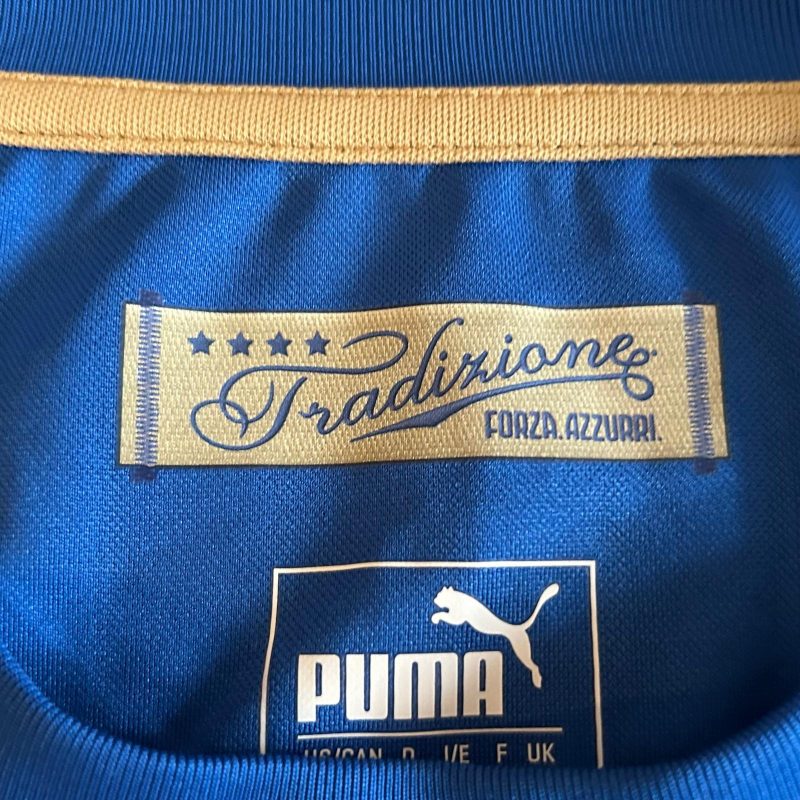 ★★★★ Tradizione
FORZA.AZZURRI.
PUMA
US/CAN D I/E F UK